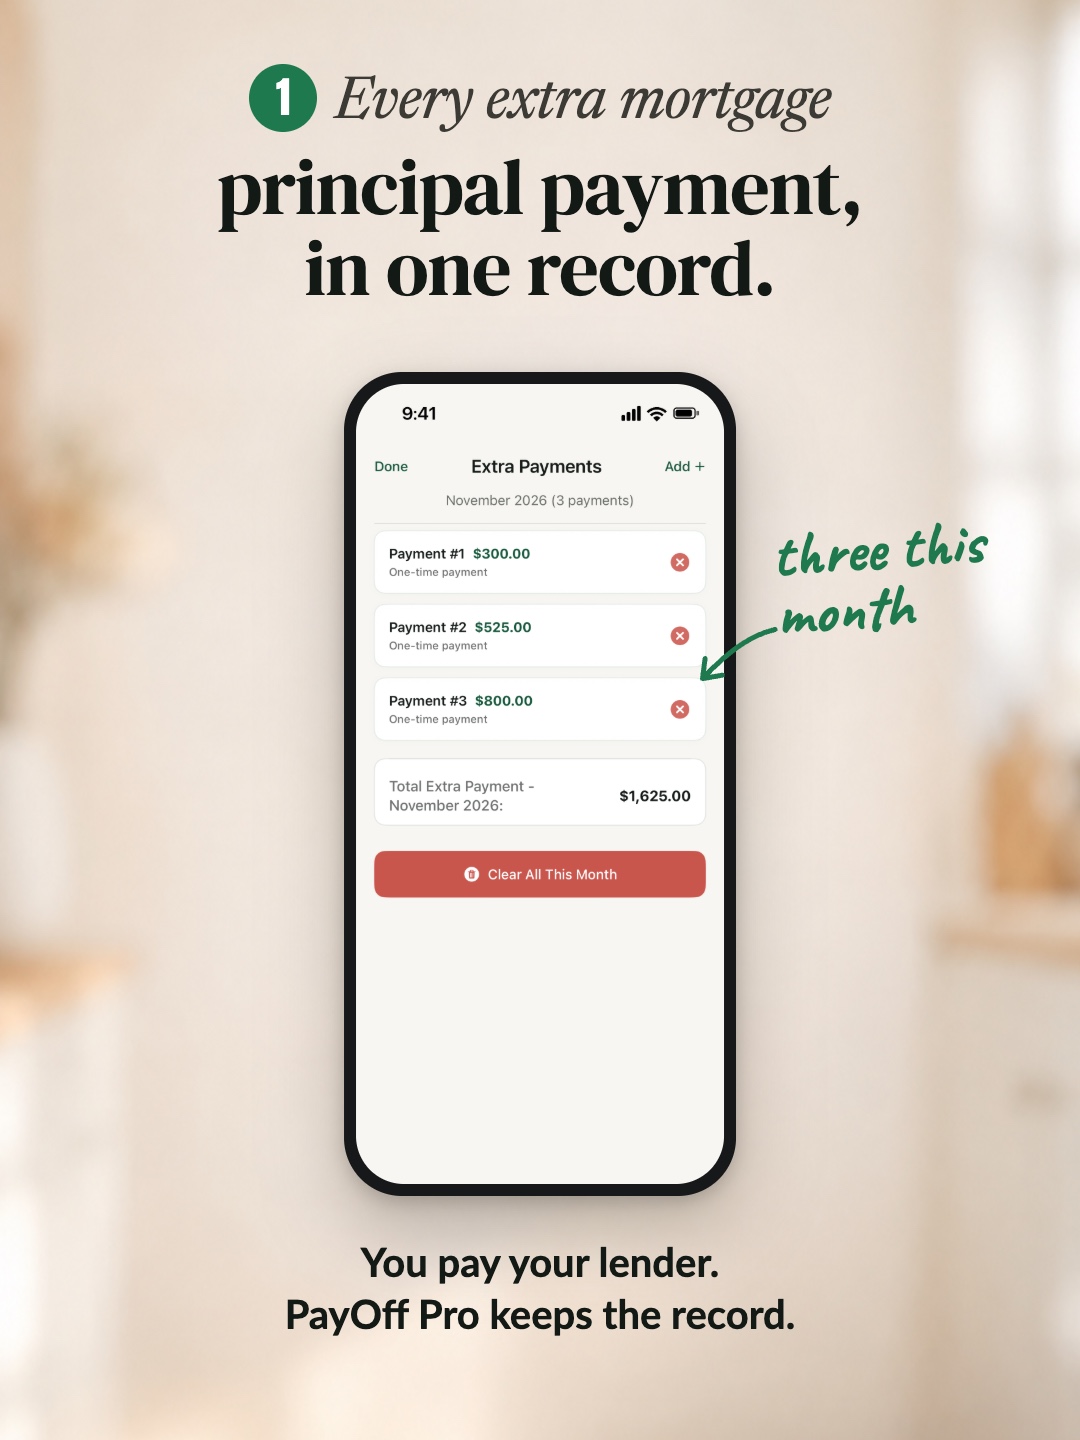 1 Every extra mortgage
principal payment,
in one record.
9:41
Done Extra Payments Add +
November 2026 (3 payments)
Payment #1 $300.00
One-time payment
Payment #2 $525.00
One-time payment
Payment #3 $800.00
One-time payment
three this
month
Total Extra Payment -
November 2026:
$1,625.00
Clear All This Month
You pay your lender.
PayOff Pro keeps the record.